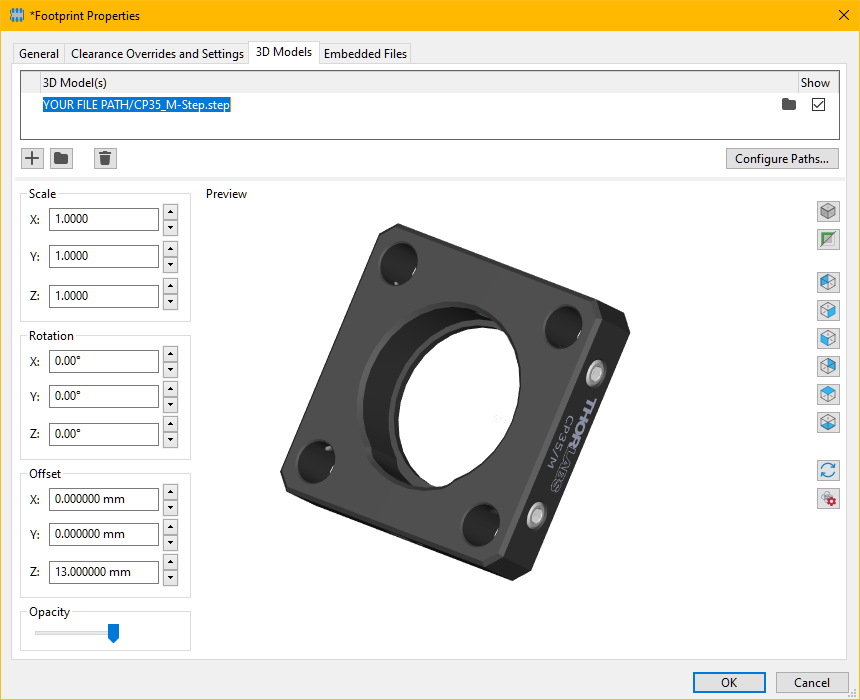 *Footprint Properties
General Clearance Overrides and Settings 3D Models Embedded Files
3D Model(s) Show
YOUR FILE PATH/CP35_M-Step.step
Configure Paths...
Scale
Preview
X: 1.0000
Y: 1.0000
Z: 1.0000
Rotation
X: 0.00°
Y: 0.00°
Z: 0.00°
Offset
X: 0.000000 mm
Y: 0.000000 mm
Z: 13.000000 mm
Opacity
THORLABS
CP35/M
OK Cancel